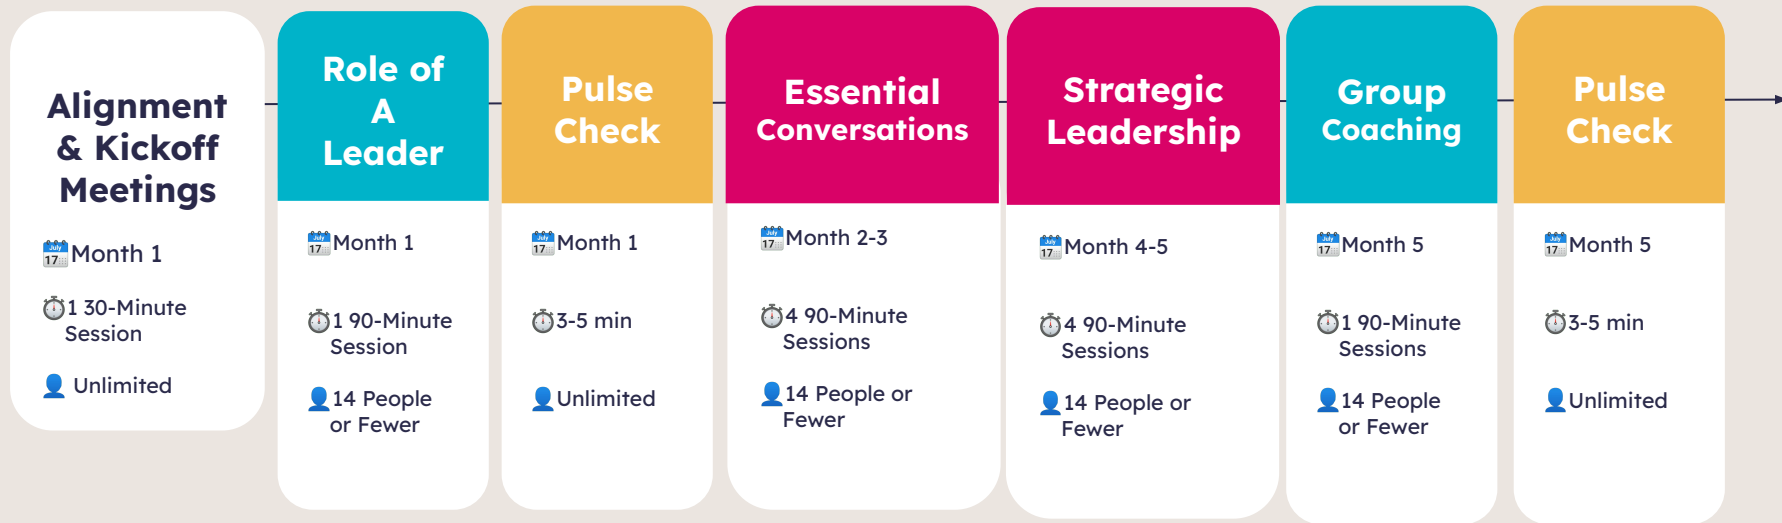 Alignment
& Kickoff
Meetings
Month 1
1 30-Minute
Session
Unlimited
Role of
A
Leader
Month 1
1 90-Minute
Session
14 People
or Fewer
Pulse
Check
Month 1
3-5 min
Unlimited
Essential
Conversations
Month 2-3
4 90-Minute
Sessions
14 People or
Fewer
Strategic
Leadership
Month 4-5
4 90-Minute
Sessions
14 People or
Fewer
Group
Coaching
Month 5
1 90-Minute
Sessions
14 People
or Fewer
Pulse
Check
Month 5
3-5 min
Unlimited